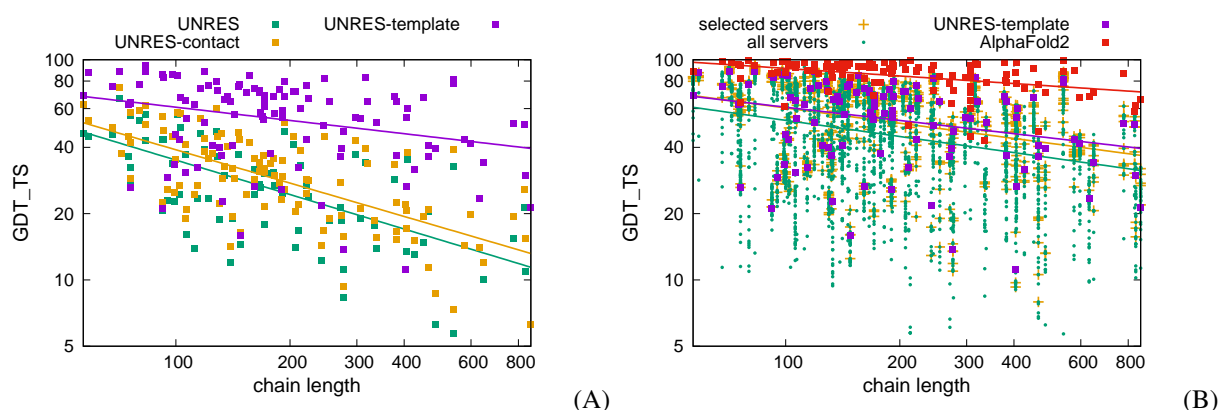 UNRES
UNRES-contact
UNRES-template
GDT_TS
100
80
60
40
20
10
5
100 200 300 400 600 800
chain length
(A)
selected servers
all servers
UNRES-template
AlphaFold2
GDT_TS
100
80
60
40
20
10
5
100 200 300 400 600 800
chain length
(B)